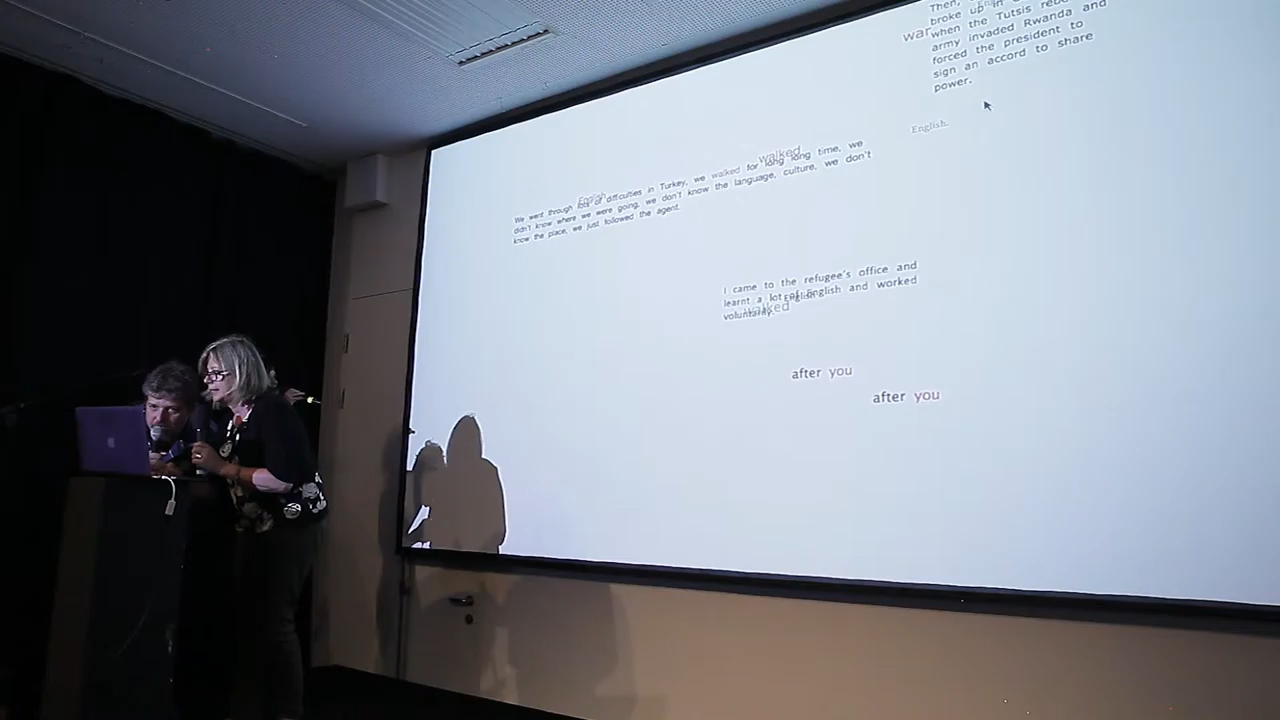 Then,
broke up in
war when the Tutsis
army invaded Rwanda and
forced the president to
sign an accord to share
power.
English.
walked
English
We went through lots of difficulties in Turkey, we walked for long long time, we
didn't know where we were going, we don't know the language, culture, we don't
know the place, we just followed the agent.
I came to the refugee's office and
learnt a lot of English and worked
voluntarily.
English
walked
after you
after you